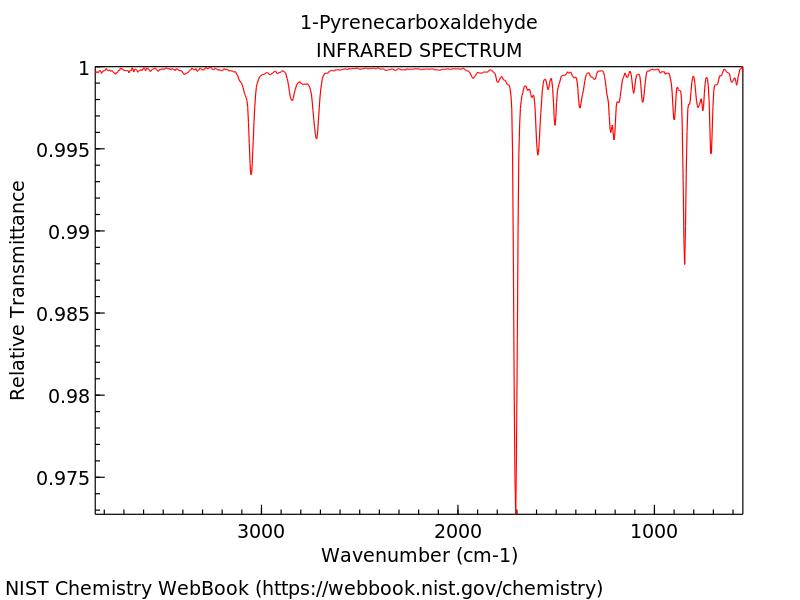 1-Pyrenecarboxaldehyde
INFRARED SPECTRUM
1
0.995
0.99
0.985
0.98
0.975
Relative Transmittance
3000 2000 1000
Wavenumber (cm-1)
NIST Chemistry WebBook (https://webbook.nist.gov/chemistry)